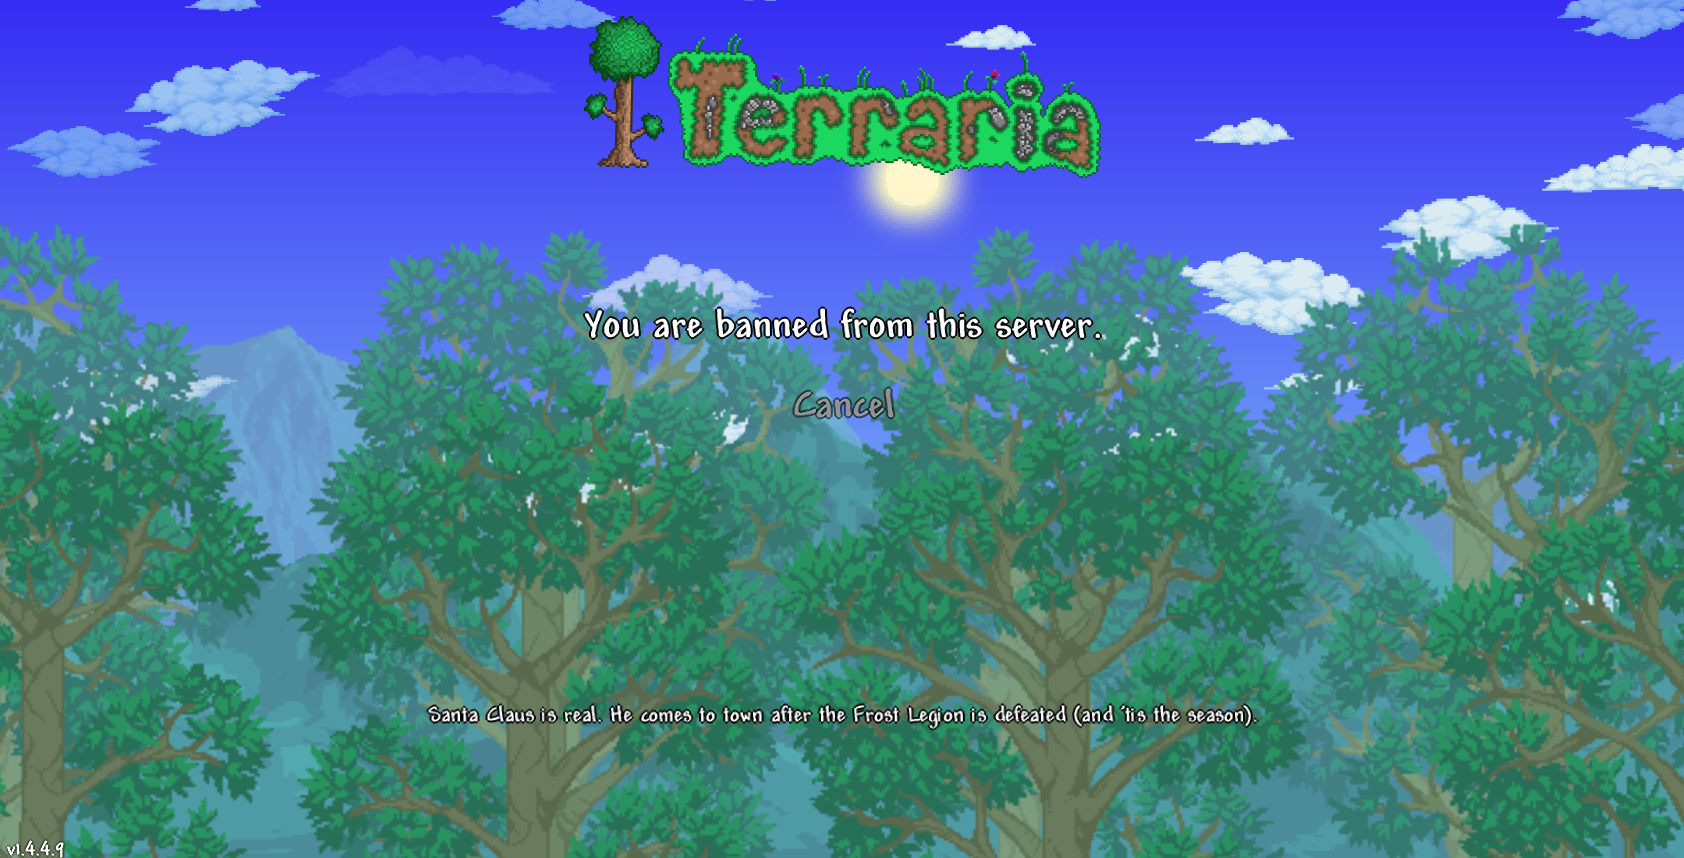 Terraria
You are banned from this server.
Cancel
Santa Claus is real. He comes to town after the Frost Legion is defeated (and 'tis the season).
v1.4.4.9